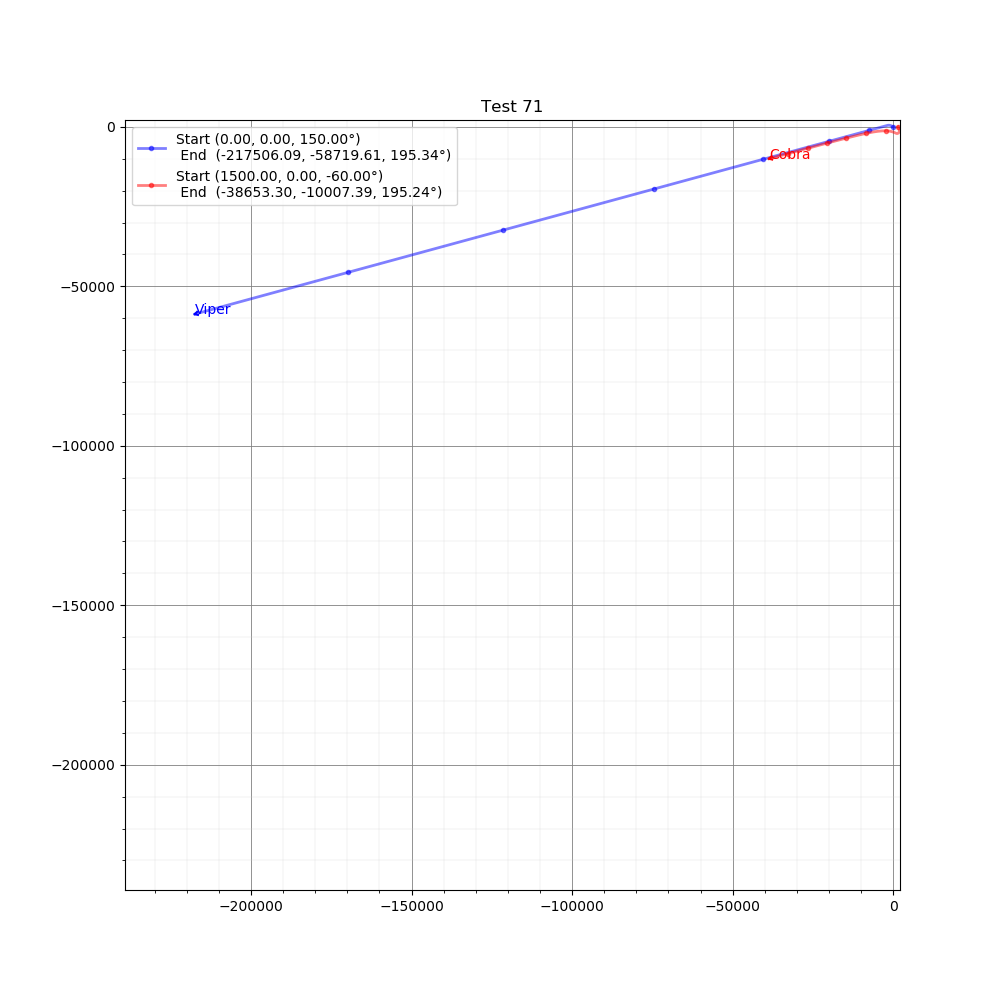 Test 71
Start (0.00, 0.00, 150.00°)
End  (-217506.09, -58719.61, 195.34°)
Start (1500.00, 0.00, -60.00°)
End  (-38653.30, -10007.39, 195.24°)
Cobra
Viper
0
−50000
−100000
−150000
−200000
−200000
−150000
−100000
−50000
0